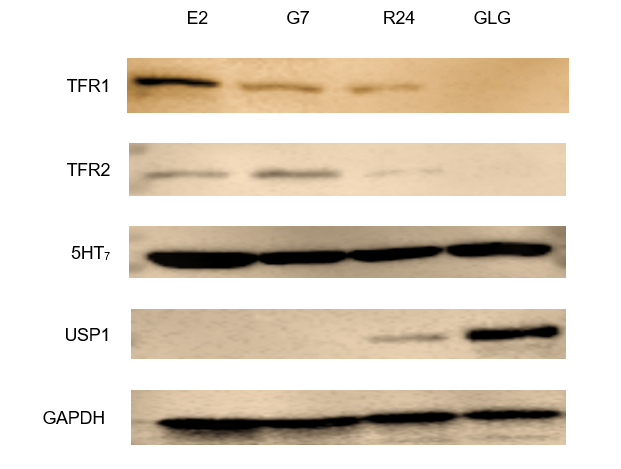 E2 G7 R24 GLG
TFR1
TFR2
5HT₇
USP1
GAPDH